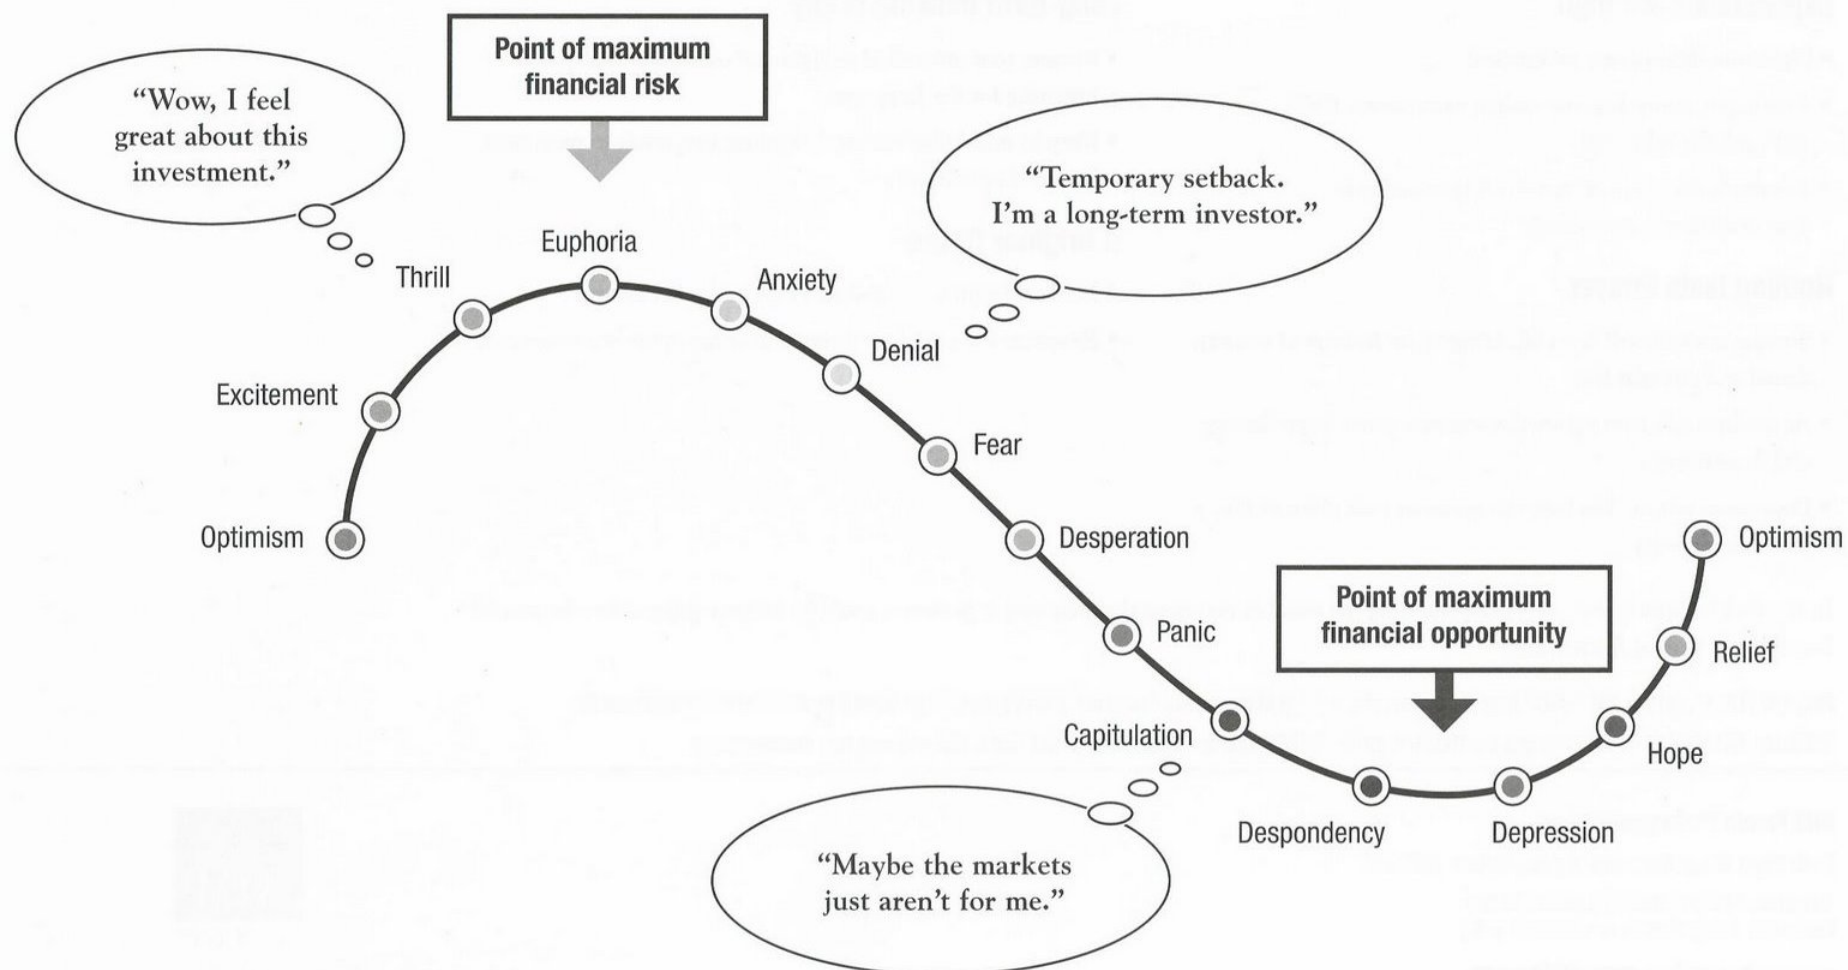 Point of maximum
financial risk
“Wow, I feel
great about this
investment.”
“Temporary setback.
I'm a long-term investor.”
Euphoria
Thrill
Anxiety
Denial
Excitement
Fear
Optimism
Desperation
Optimism
Point of maximum
financial opportunity
Panic
Relief
Capitulation
Hope
Despondency
Depression
“Maybe the markets
just aren't for me.”